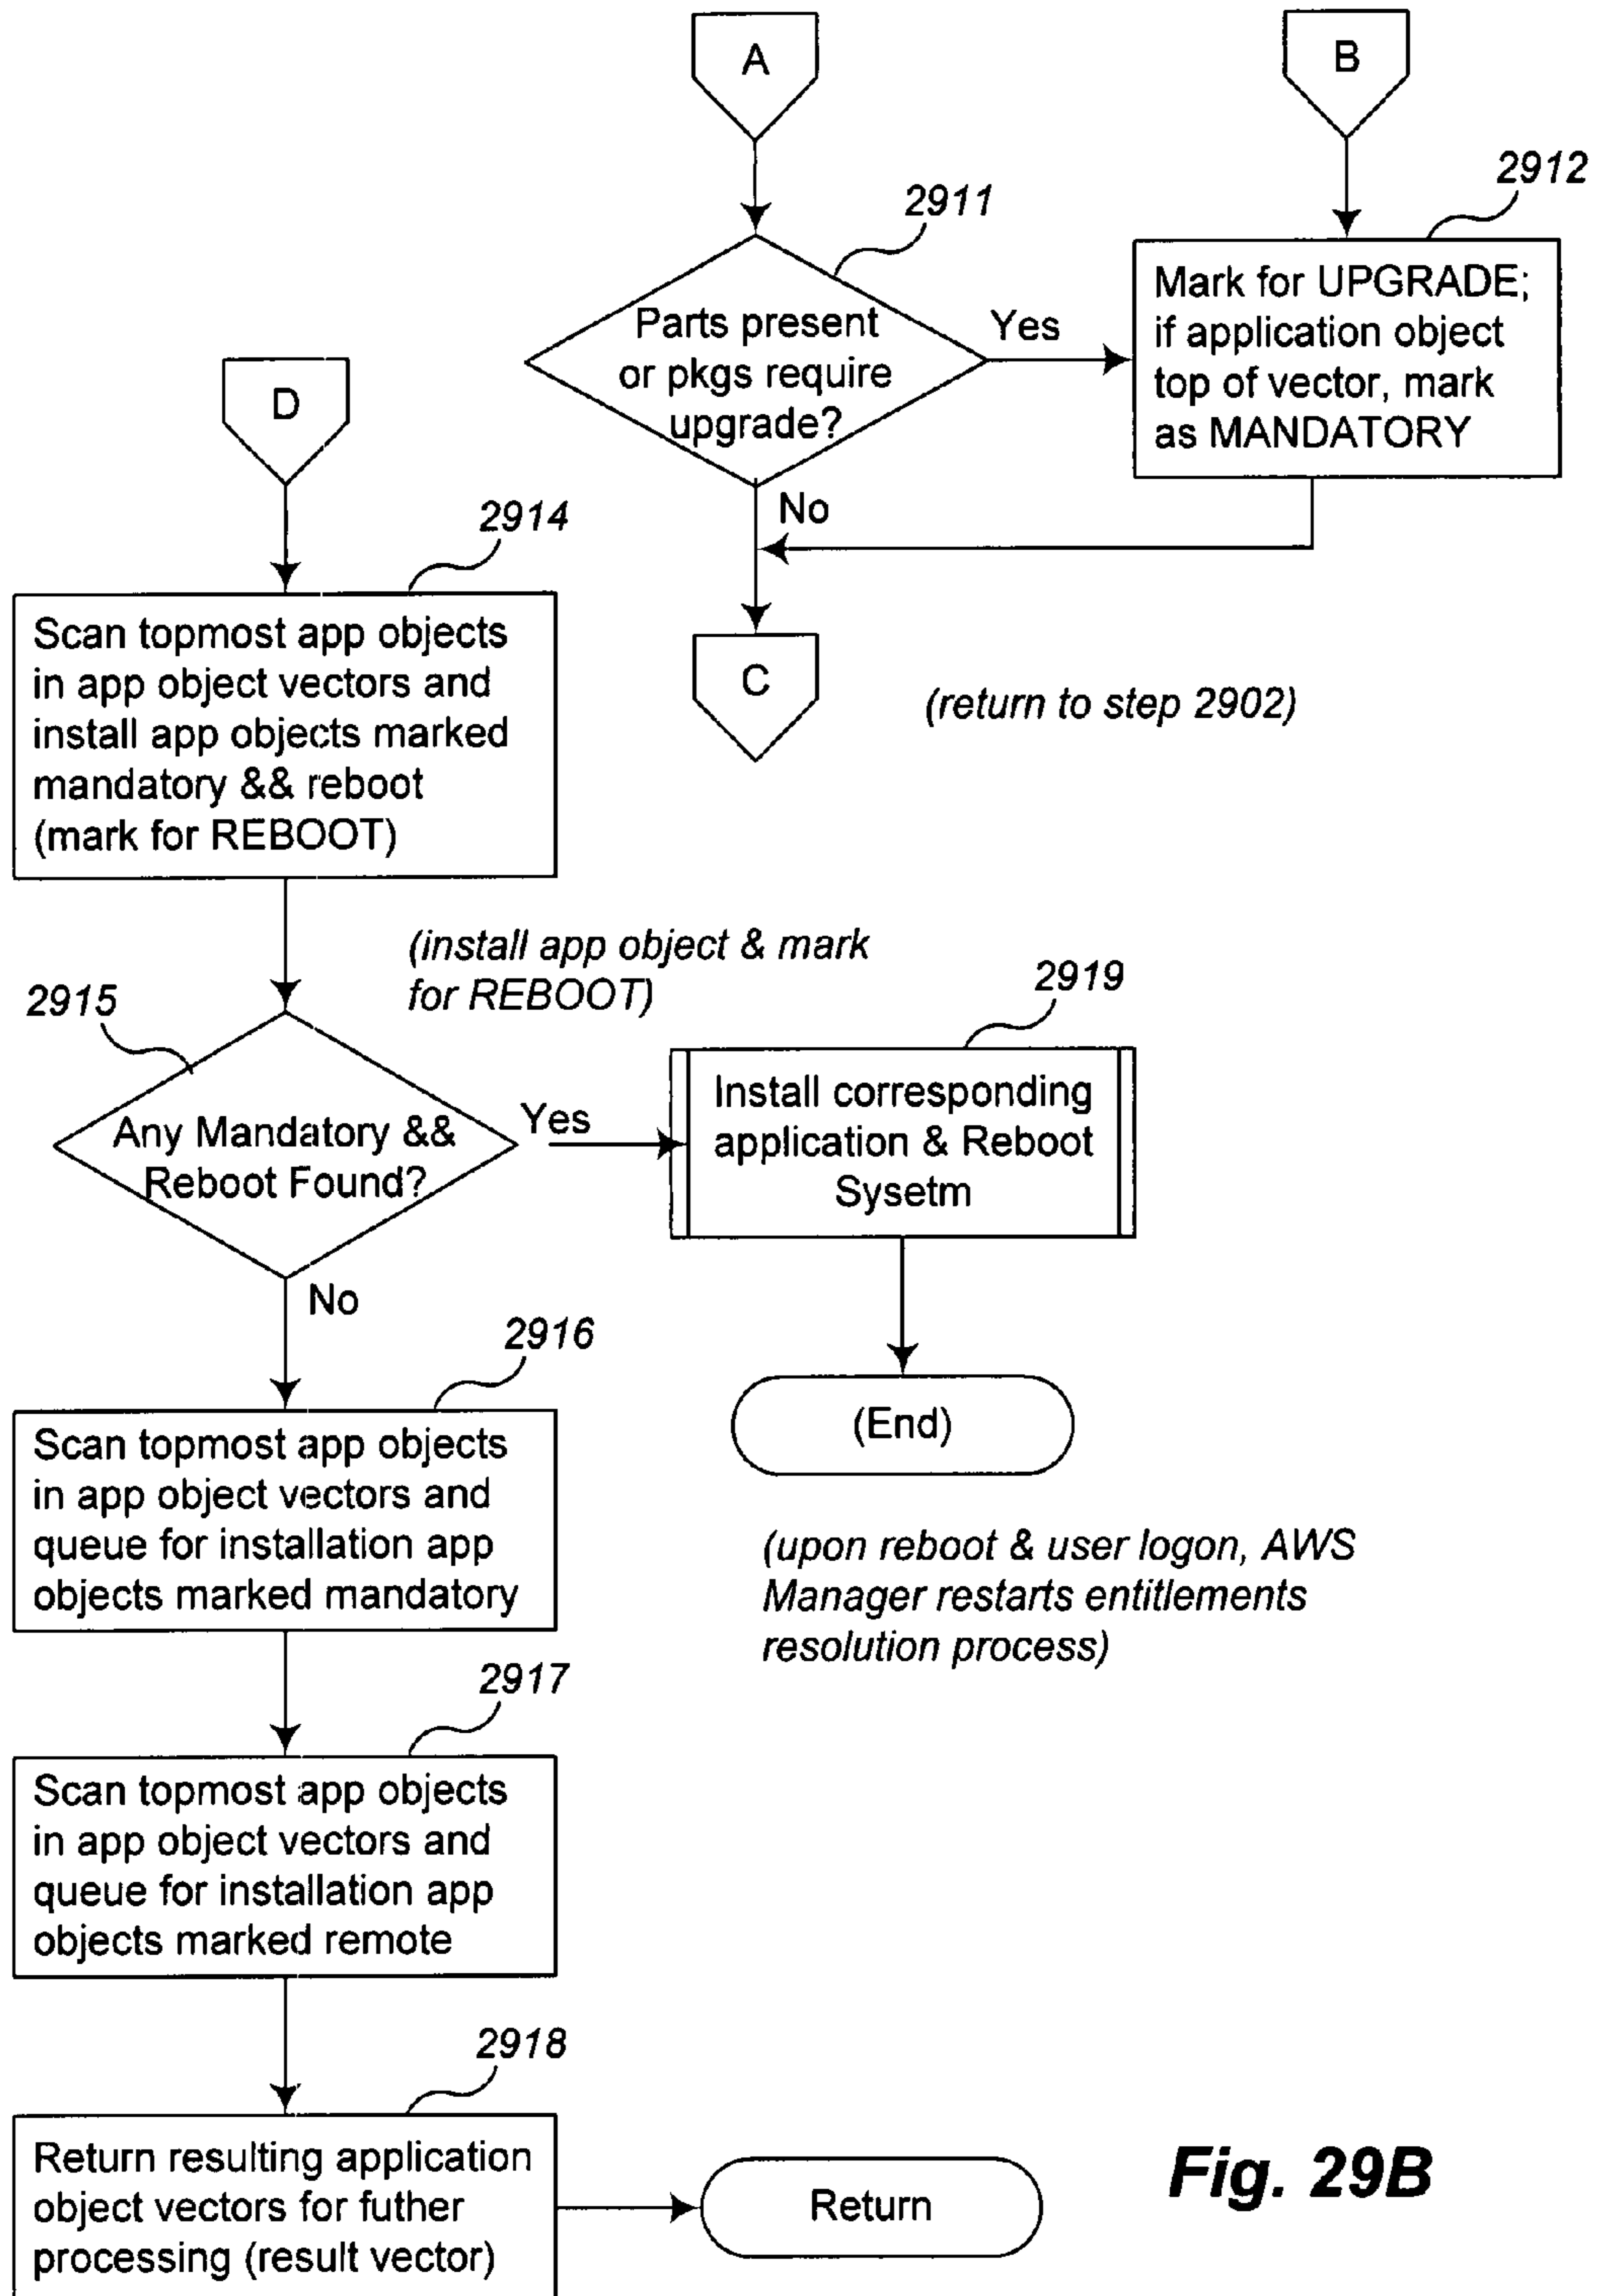 A
B
2911
2912
Parts present
or pkgs require
upgrade?
Yes
No
Mark for UPGRADE;
if application object
top of vector, mark
as MANDATORY
C
(return to step 2902)
D
2914
Scan topmost app objects
in app object vectors and
install app objects marked
mandatory && reboot
(mark for REBOOT)
(install app object & mark
for REBOOT)
2915
Any Mandatory &&
Reboot Found?
Yes
No
2919
Install corresponding
application & Reboot
Sysetm
(End)
(upon reboot & user logon, AWS
Manager restarts entitlements
resolution process)
2916
Scan topmost app objects
in app object vectors and
queue for installation app
objects marked mandatory
2917
Scan topmost app objects
in app object vectors and
queue for installation app
objects marked remote
2918
Return resulting application
object vectors for futher
processing (result vector)
Return
Fig. 29B